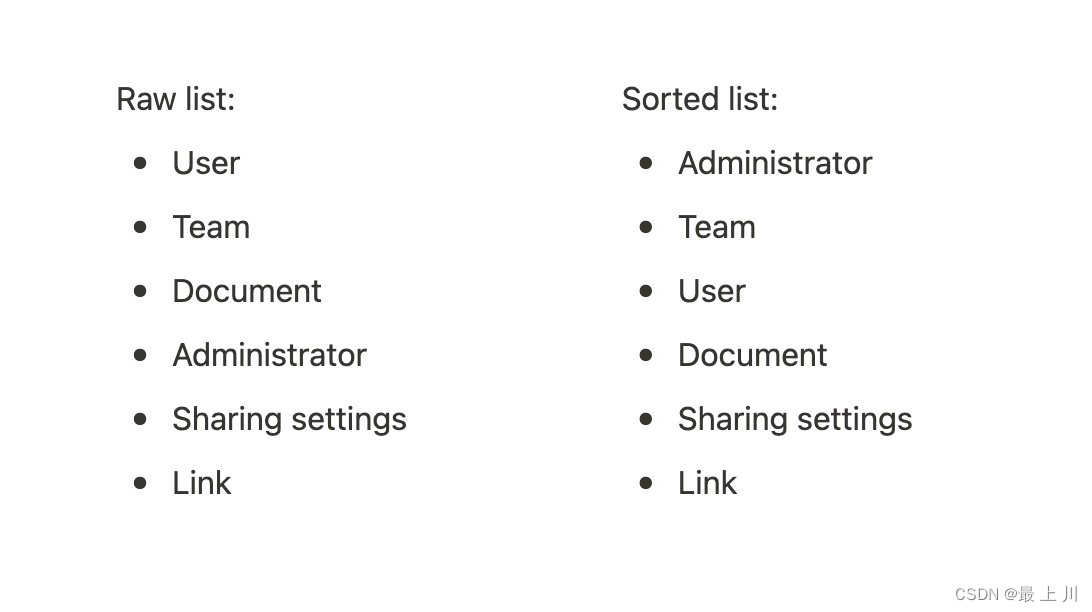 Raw list:
• User
• Team
• Document
• Administrator
• Sharing settings
• Link
Sorted list:
• Administrator
• Team
• User
• Document
• Sharing settings
• Link
CSDN @最 上 川